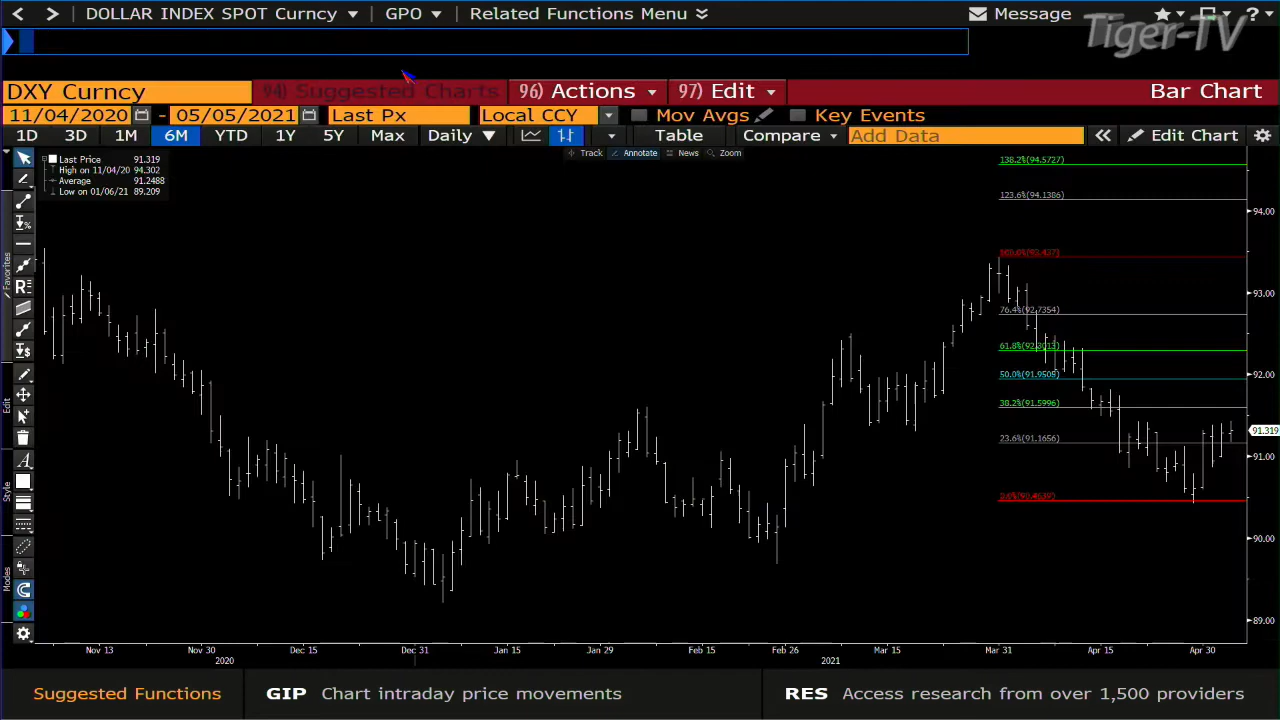 DOLLAR INDEX SPOT Curncy GPO Related Functions Menu Message ?
Tiger-TV
DXY Curncy 94) Suggested Charts 96) Actions 97) Edit Bar Chart
11/04/2020 - 05/05/2021 Last Px Local CCY Mov Avgs Key Events
1D 3D 1M 6M YTD 1Y 5Y Max Daily Table Compare Add Data Edit Chart
Track Annotate News Zoom
Last Price 91.319
High on 11/04/20 94.302
Average 91.2488
Low on 01/06/21 89.209
138.2%(94.5727)
123.6%(94.1386)
94.00
93.00
76.4%(92.7354)
61.8%(92.3013)
92.00
50.0%(91.9505)
38.2%(91.5996)
91.319
23.6%(91.1656)
91.00
90.00
89.00
Favorites
Edit
Style
Modes
Nov 13 Nov 30 Dec 15 Dec 31 Jan 15 Jan 29 Feb 15 Feb 26 Mar 15 Mar 31 Apr 15 Apr 30
2020 2021
Suggested Functions GIP Chart intraday price movements RES Access research from over 1,500 providers